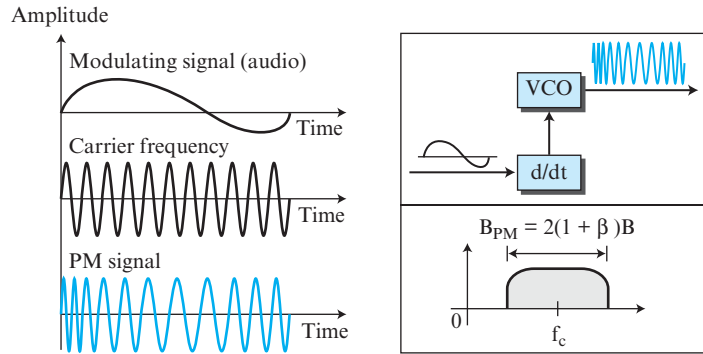 Amplitude
Modulating signal (audio)
Time
Carrier frequency
Time
PM signal
Time
VCO
d/dt
B_PM = 2(1 + β )B
0
f_c